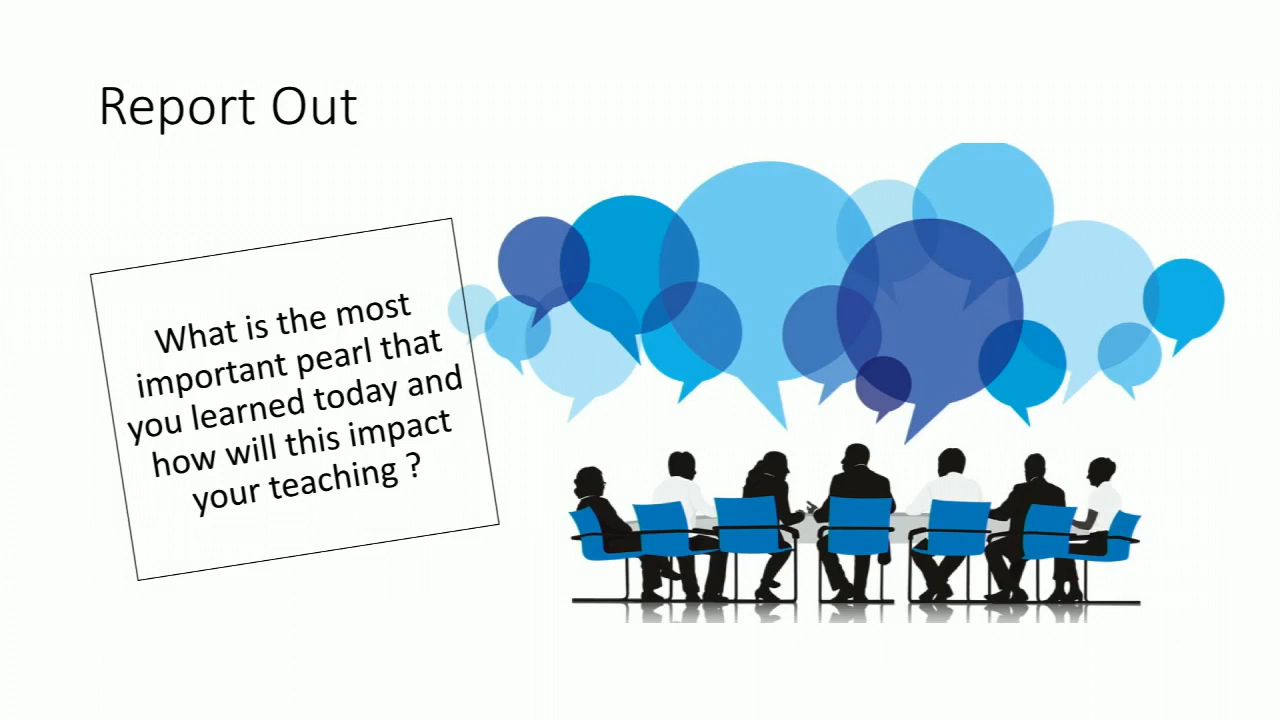 Report Out
What is the most
important pearl that
you learned today and
how will this impact
your teaching ?